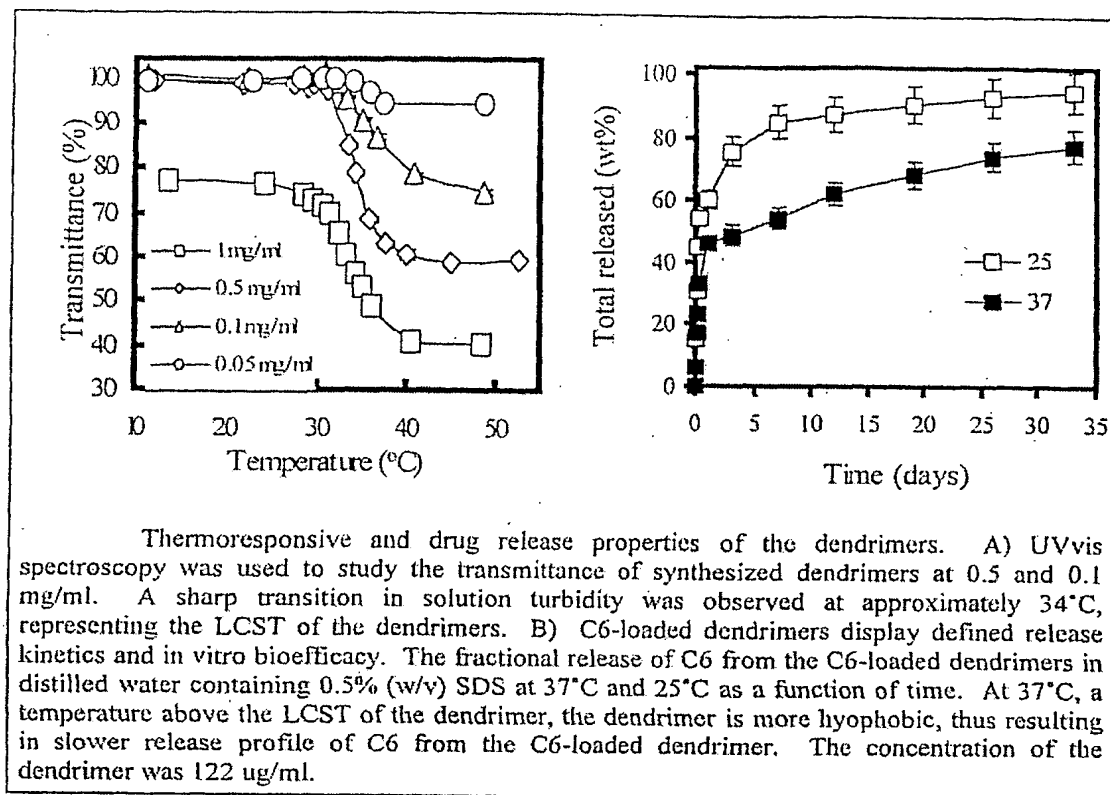 Transmittance (%)
100
90
80
70
60
50
40
30
1mg/ml
0.5 mg/ml
0.1mg/ml
0.05 mg/ml
10 20 30 40 50
Temperature (°C)
Total released (wt%)
100
80
60
40
20
0
25
37
0 5 10 15 20 25 30 35
Time (days)
Thermoresponsive and drug release properties of the dendrimers. A) UVvis
spectroscopy was used to study the transmittance of synthesized dendrimers at 0.5 and 0.1
mg/ml. A sharp transition in solution turbidity was observed at approximately 34°C,
representing the LCST of the dendrimers. B) C6-loaded dendrimers display defined release
kinetics and in vitro bioefficacy. The fractional release of C6 from the C6-loaded dendrimers in
distilled water containing 0.5% (w/v) SDS at 37°C and 25°C as a function of time. At 37°C, a
temperature above the LCST of the dendrimer, the dendrimer is more hyophobic, thus resulting
in slower release profile of C6 from the C6-loaded dendrimer. The concentration of the
dendrimer was 122 ug/ml.